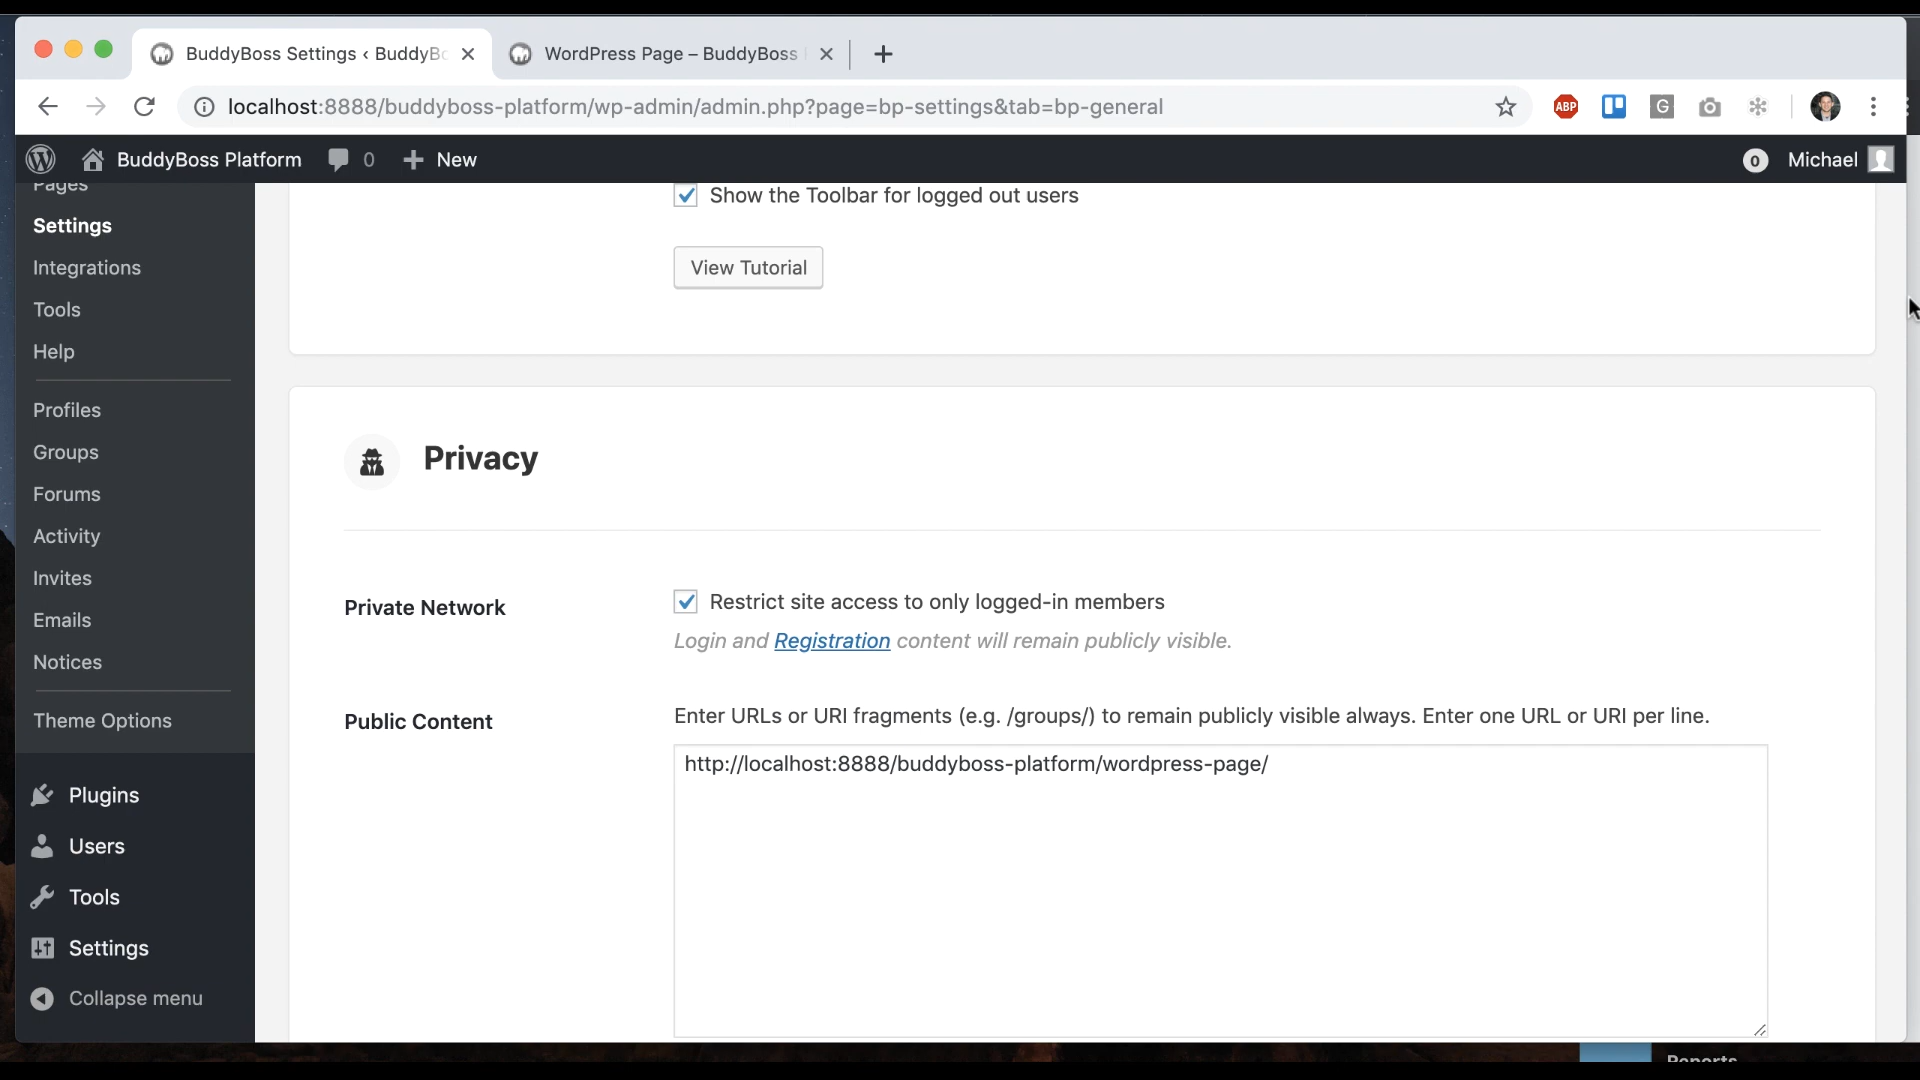 BuddyBoss Settings ‹ BuddyBo
WordPress Page – BuddyBoss
localhost:8888/buddyboss-platform/wp-admin/admin.php?page=bp-settings&tab=bp-general
ABP
G
BuddyBoss Platform
0
New
0
Michael
Pages
Settings
Integrations
Tools
Help
Profiles
Groups
Forums
Activity
Invites
Emails
Notices
Theme Options
Plugins
Users
Tools
Settings
Collapse menu
Show the Toolbar for logged out users
View Tutorial
Privacy
Private Network
Restrict site access to only logged-in members
Login and Registration content will remain publicly visible.
Public Content
Enter URLs or URI fragments (e.g. /groups/) to remain publicly visible always. Enter one URL or URI per line.
http://localhost:8888/buddyboss-platform/wordpress-page/
Reports